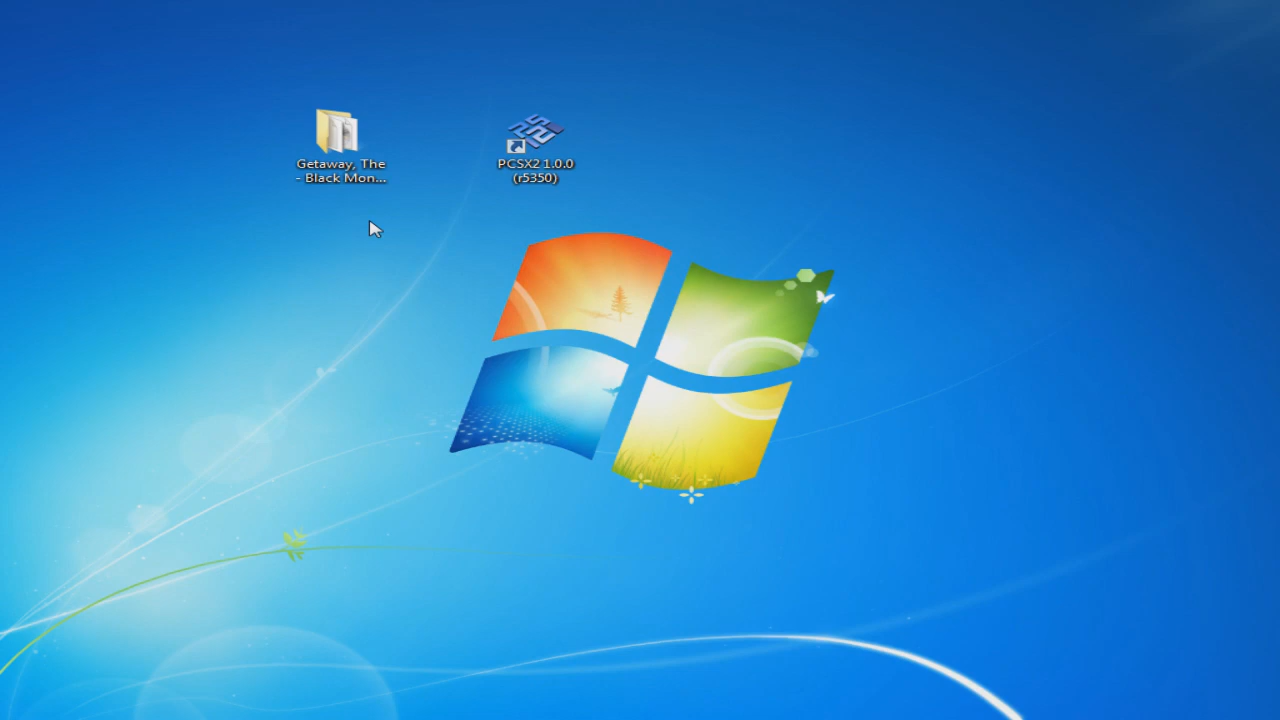 Getaway, The
- Black Mon...
PCSX2 1.0.0
(r5350)